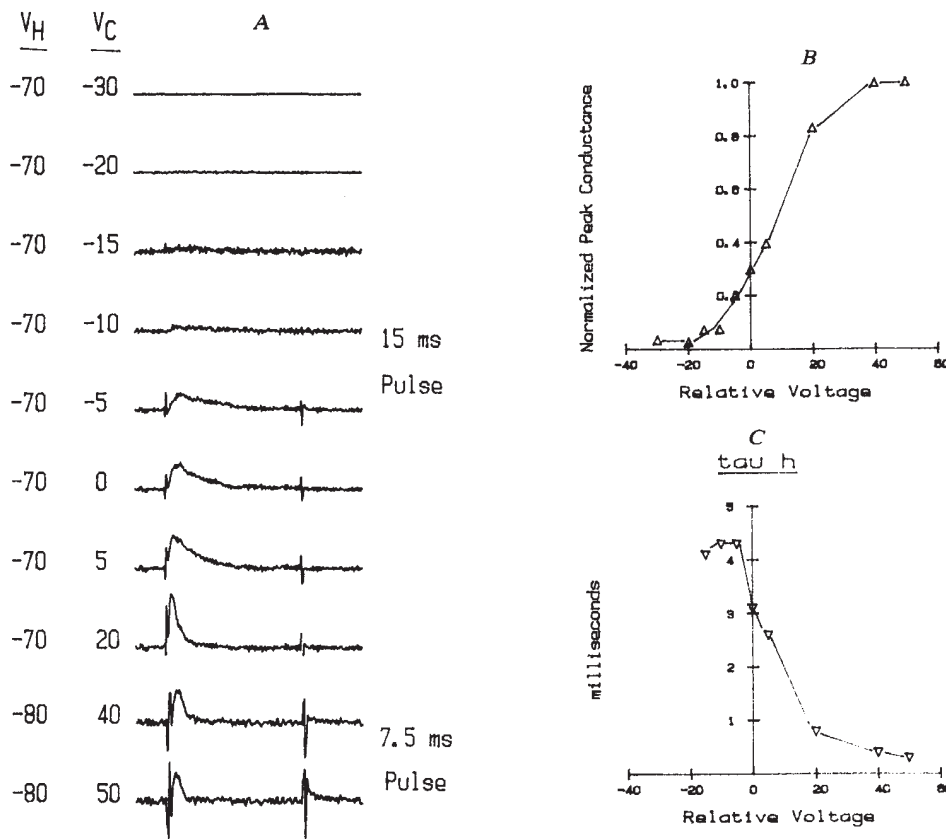 V_H V_C A
-70 -30
-70 -20
-70 -15
-70 -10
15 ms
Pulse
-70 -5
-70 0
-70 5
-70 20
-80 40
7.5 ms
Pulse
-80 50
B
Normalized Peak Conductance
1.0
0.8
0.6
0.4
0.2
-40 -20 0 20 40 60
Relative Voltage
C
tau h
milliseconds
5
4
3
2
1
-40 -20 0 20 40 60
Relative Voltage